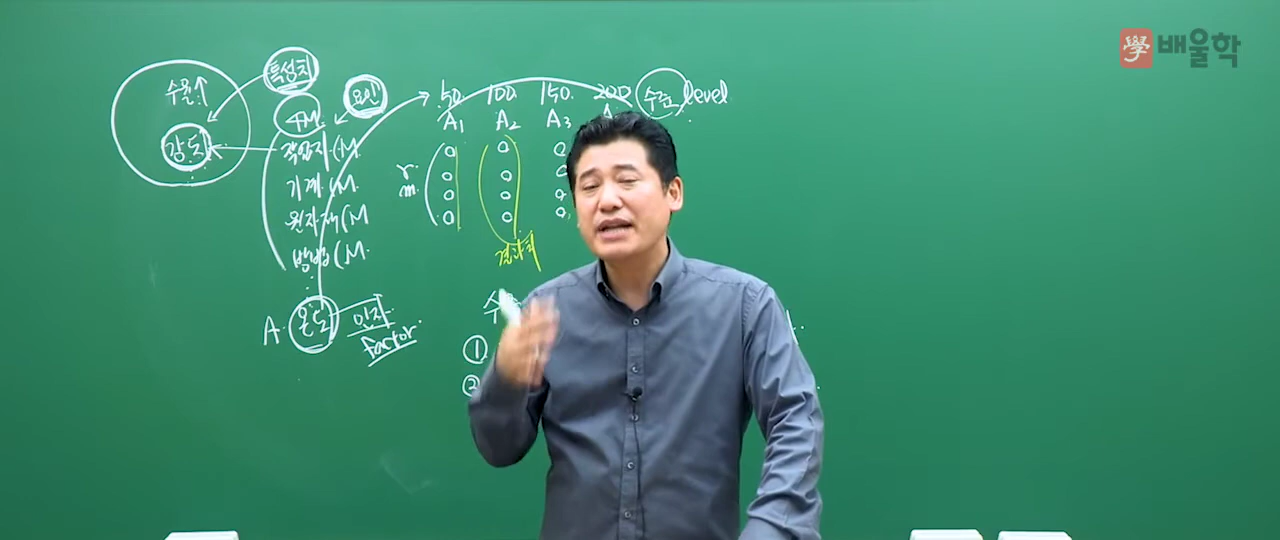 學 배울학
특성치
수율↑
요인
4M
강도
작업자(M
기계(M
원자재(M
방법(M
A. 온도 인자
factor
50. 100. 150. 200 수준 level
A1 A2 A3 A
r.
m
결과치
①
②